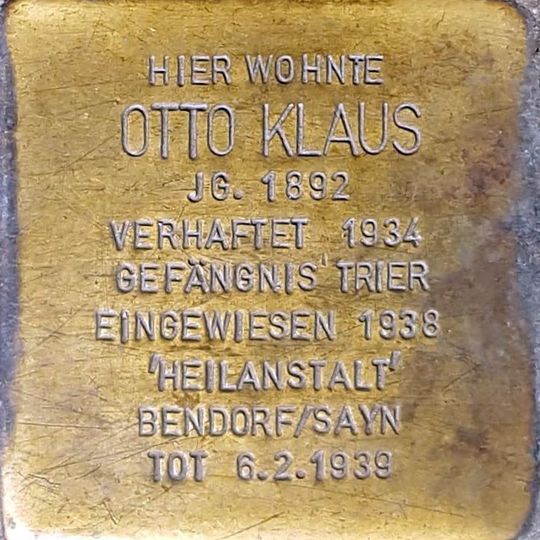 HIER WOHNTE
OTTO KLAUS
JG. 1892
VERHAFTET 1934
GEFÄNGNIS TRIER
EINGEWIESEN 1938
'HEILANSTALT'
BENDORF/SAYN
TOT 6.2.1939